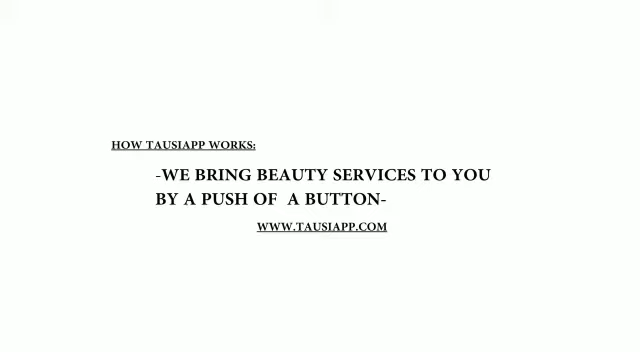 HOW TAUSIAPP WORKS:
-WE BRING BEAUTY SERVICES TO YOU
BY A PUSH OF A BUTTON-
WWW.TAUSIAPP.COM